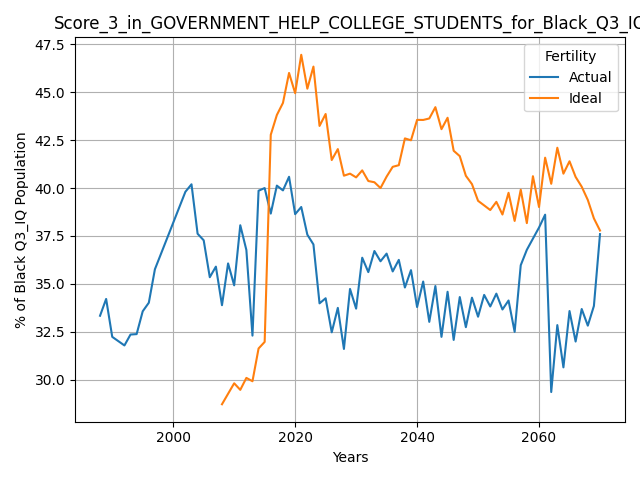 Score_3_in_GOVERNMENT_HELP_COLLEGE_STUDENTS_for_Black_Q3_IQ
Fertility
Actual
Ideal
47.5
45.0
42.5
40.0
37.5
35.0
32.5
30.0
% of Black Q3_IQ Population
2000 2020 2040 2060
Years